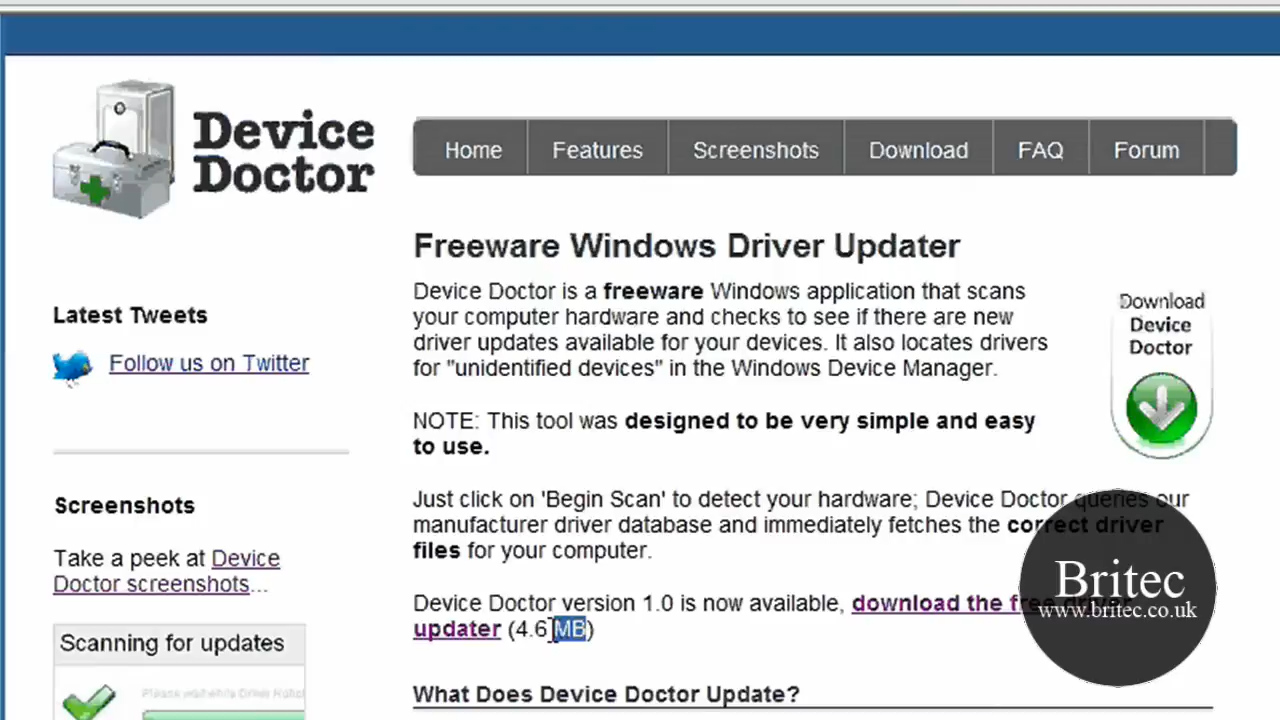 Device
Doctor
Home
Features
Screenshots
Download
FAQ
Forum
Freeware Windows Driver Updater
Device Doctor is a freeware Windows application that scans
your computer hardware and checks to see if there are new
driver updates available for your devices. It also locates drivers
for "unidentified devices" in the Windows Device Manager.
Download
Device
Doctor
NOTE: This tool was designed to be very simple and easy
to use.
Just click on 'Begin Scan' to detect your hardware; Device Doctor queries our
manufacturer driver database and immediately fetches the correct driver
files for your computer.
Device Doctor version 1.0 is now available, download the free driver
updater (4.6 MB)
What Does Device Doctor Update?
Latest Tweets
Follow us on Twitter
Screenshots
Take a peek at Device
Doctor screenshots...
Scanning for updates
Britec
www.britec.co.uk